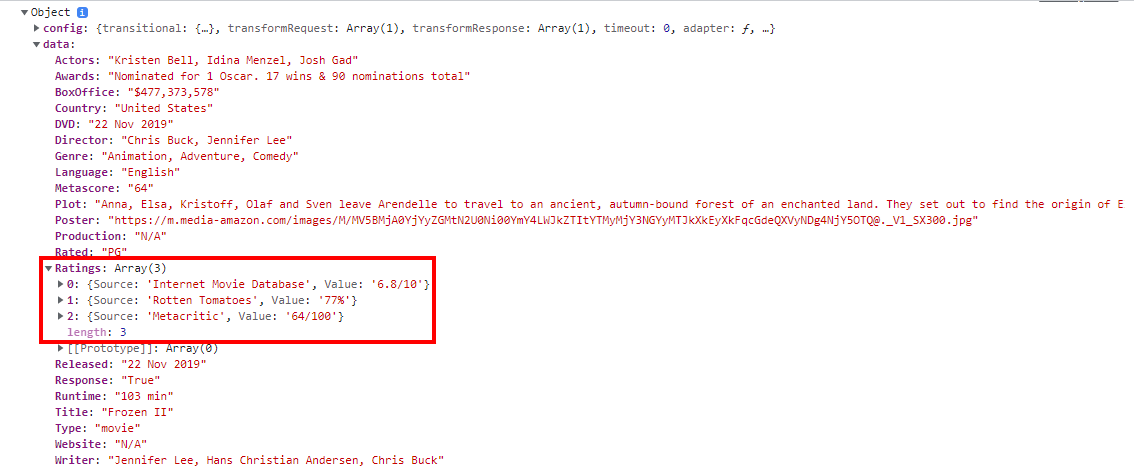 Object i
config: {transitional: {…}, transformRequest: Array(1), transformResponse: Array(1), timeout: 0, adapter: ƒ, …}
data:
Actors: "Kristen Bell, Idina Menzel, Josh Gad"
Awards: "Nominated for 1 Oscar. 17 wins & 90 nominations total"
BoxOffice: "$477,373,578"
Country: "United States"
DVD: "22 Nov 2019"
Director: "Chris Buck, Jennifer Lee"
Genre: "Animation, Adventure, Comedy"
Language: "English"
Metascore: "64"
Plot: "Anna, Elsa, Kristoff, Olaf and Sven leave Arendelle to travel to an ancient, autumn-bound forest of an enchanted land. They set out to find the origin of E
Poster: "https://m.media-amazon.com/images/M/MV5BMjA0YjYyZGMtN2U0Ni00YmY4LWJkZTItYTMyMjY3NGYyMTJkXkEyXkFqcGdeQXVyNDg4NjY5OTQ@._V1_SX300.jpg"
Production: "N/A"
Rated: "PG"
Ratings: Array(3)
0: {Source: 'Internet Movie Database', Value: '6.8/10'}
1: {Source: 'Rotten Tomatoes', Value: '77%'}
2: {Source: 'Metacritic', Value: '64/100'}
length: 3
[[Prototype]]: Array(0)
Released: "22 Nov 2019"
Response: "True"
Runtime: "103 min"
Title: "Frozen II"
Type: "movie"
Website: "N/A"
Writer: "Jennifer Lee, Hans Christian Andersen, Chris Buck"